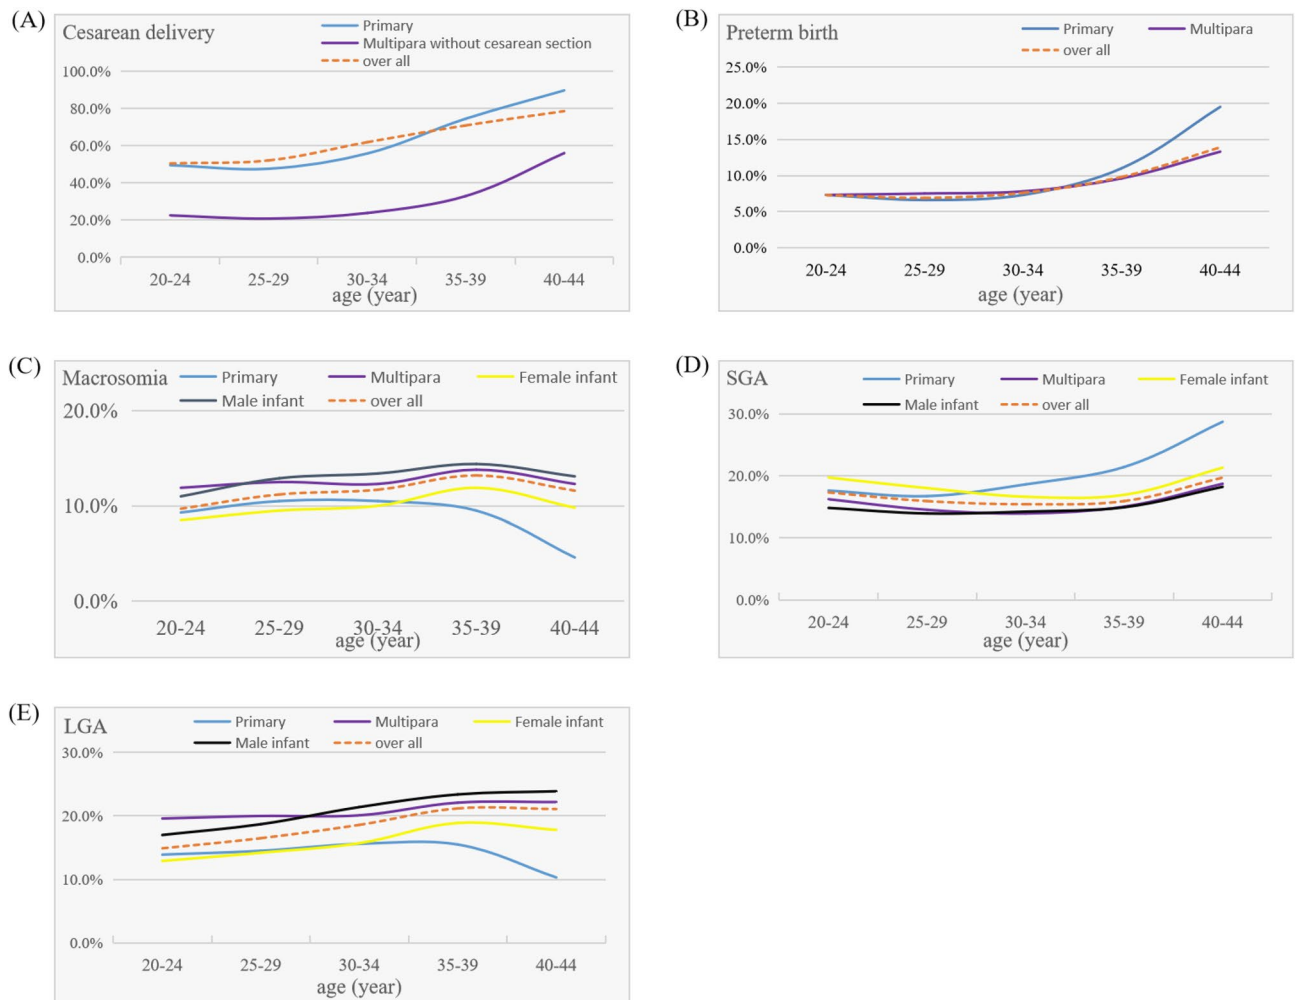 (A)
Cesarean delivery
Primary
Multipara without cesarean section
over all
100.0%
80.0%
60.0%
40.0%
20.0%
0.0%
20-24 25-29 30-34 35-39 40-44
age (year)
(B)
Preterm birth
Primary Multipara
over all
25.0%
20.0%
15.0%
10.0%
5.0%
0.0%
20-24 25-29 30-34 35-39 40-44
age (year)
(C)
Macrosomia
Primary Multipara Female infant
Male infant over all
20.0%
10.0%
0.0%
20-24 25-29 30-34 35-39 40-44
age (year)
(D)
SGA
Primary Multipara Female infant
Male infant over all
30.0%
20.0%
10.0%
0.0%
20-24 25-29 30-34 35-39 40-44
age (year)
(E)
LGA
Primary Multipara Female infant
Male infant over all
30.0%
20.0%
10.0%
0.0%
20-24 25-29 30-34 35-39 40-44
age (year)